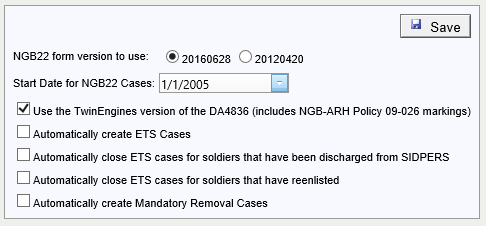 Save
NGB22 form version to use: 20160628 20120420
Start Date for NGB22 Cases: 1/1/2005
Use the TwinEngines version of the DA4836 (includes NGB-ARH Policy 09-026 markings)
Automatically create ETS Cases
Automatically close ETS cases for soldiers that have been discharged from SIDPERS
Automatically close ETS cases for soldiers that have reenlisted
Automatically create Mandatory Removal Cases